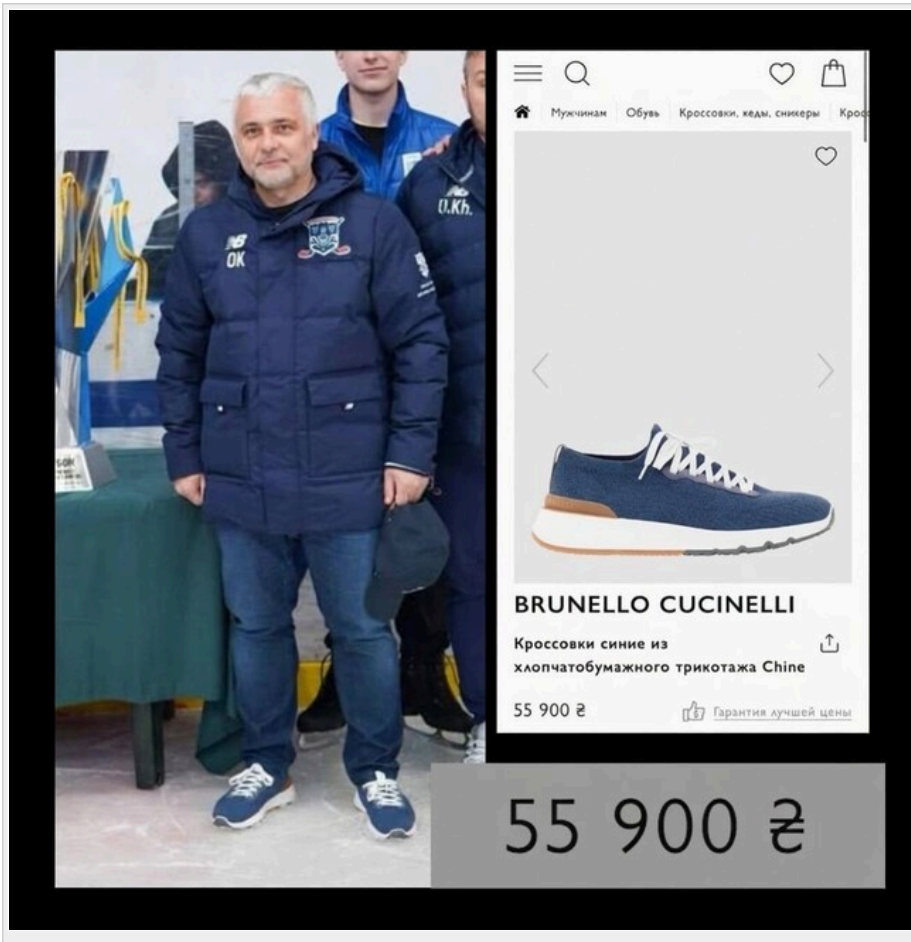 NB
OK
U.Kh.
Мужчинам
Обувь
Кроссовки, кеды, сникеры
BRUNELLO CUCINELLI
Кроссовки синие из
хлопчатобумажного трикотажа Chine
55 900 ₴
Гарантия лучшей цены
55 900 ₴